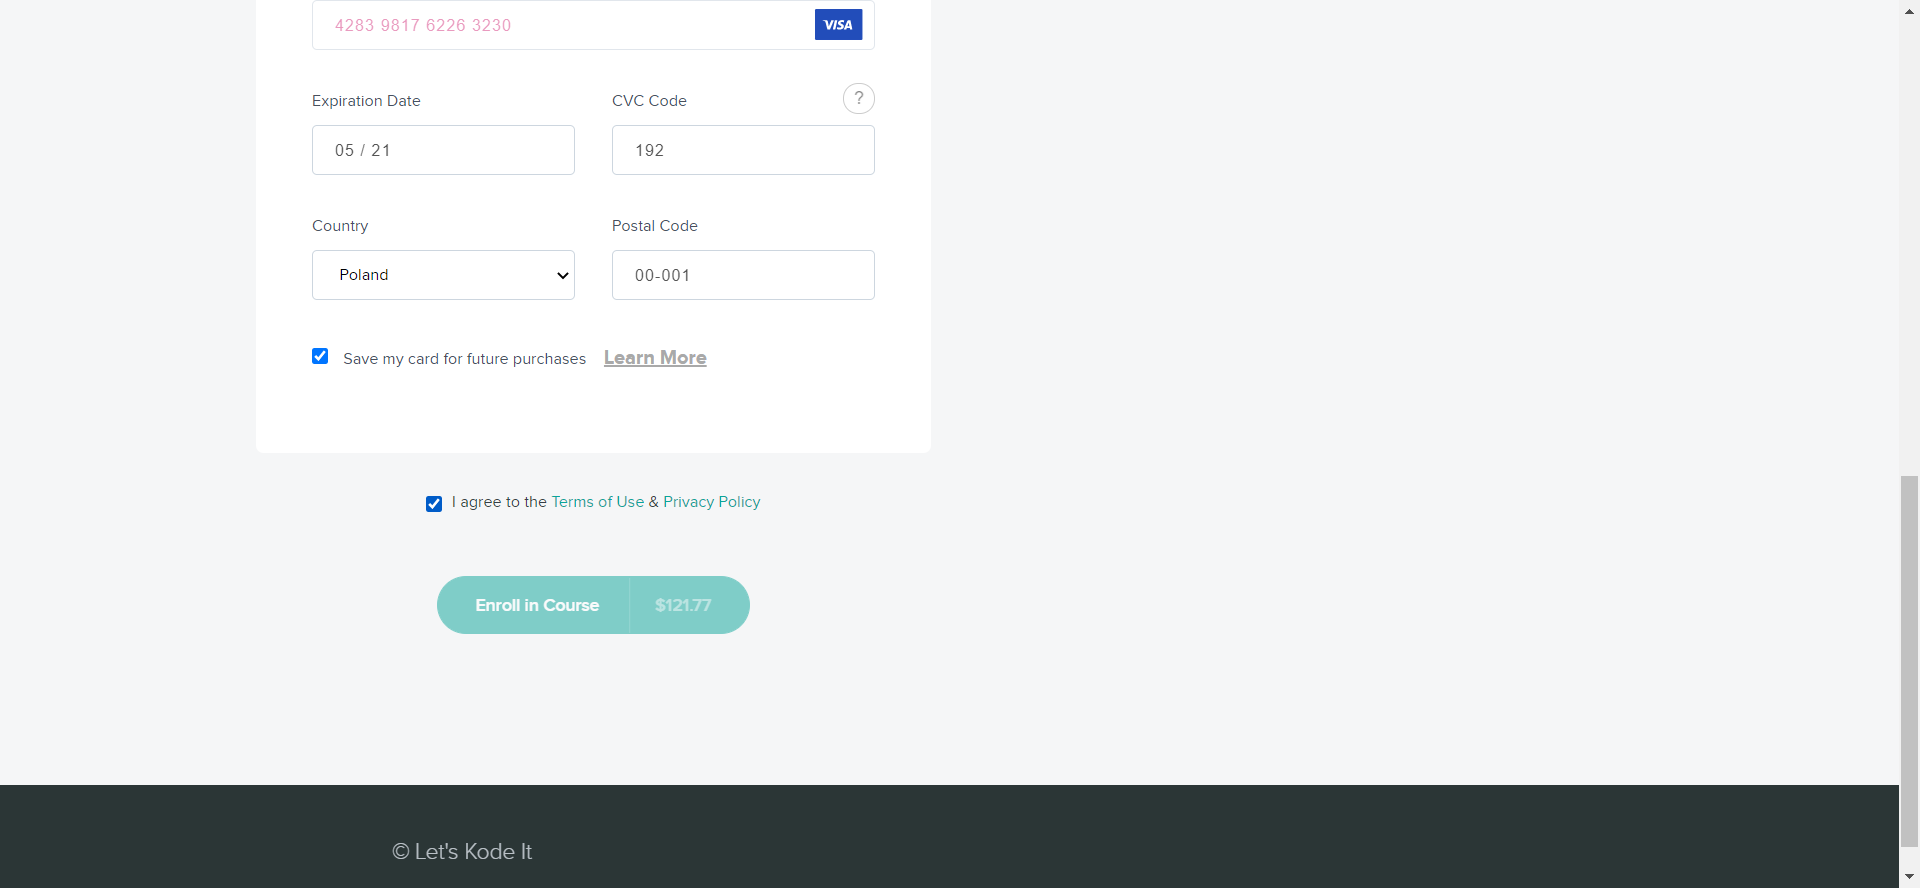 4283 9817 6226 3230 VISA
Expiration Date CVC Code ?
05 / 21 192
Country Postal Code
Poland 00-001
Save my card for future purchases Learn More
I agree to the Terms of Use & Privacy Policy
Enroll in Course $121.77
© Let's Kode It